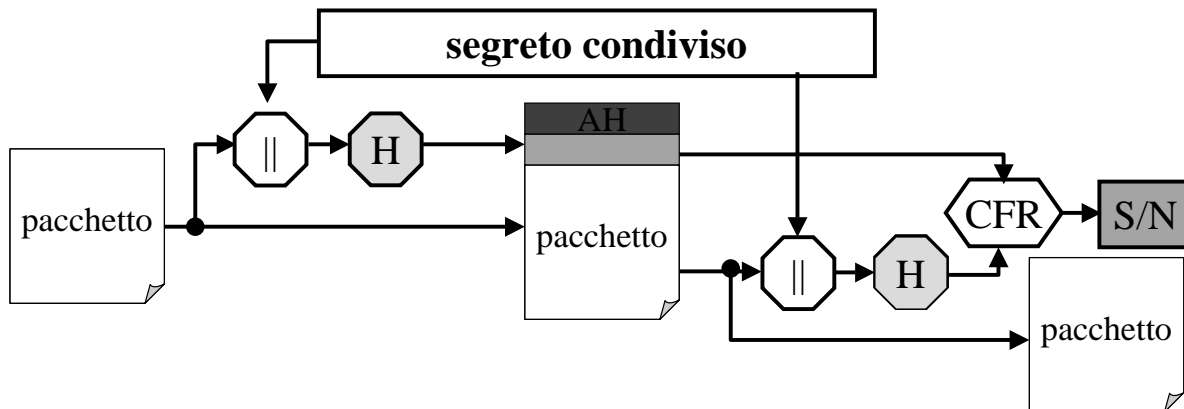 segreto condiviso
AH
||
H
pacchetto
pacchetto
CFR
S/N
||
H
pacchetto